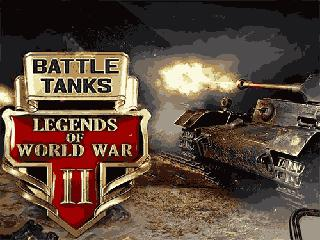 BATTLE
TANKS
LEGENDS
OF
WORLD WAR
II